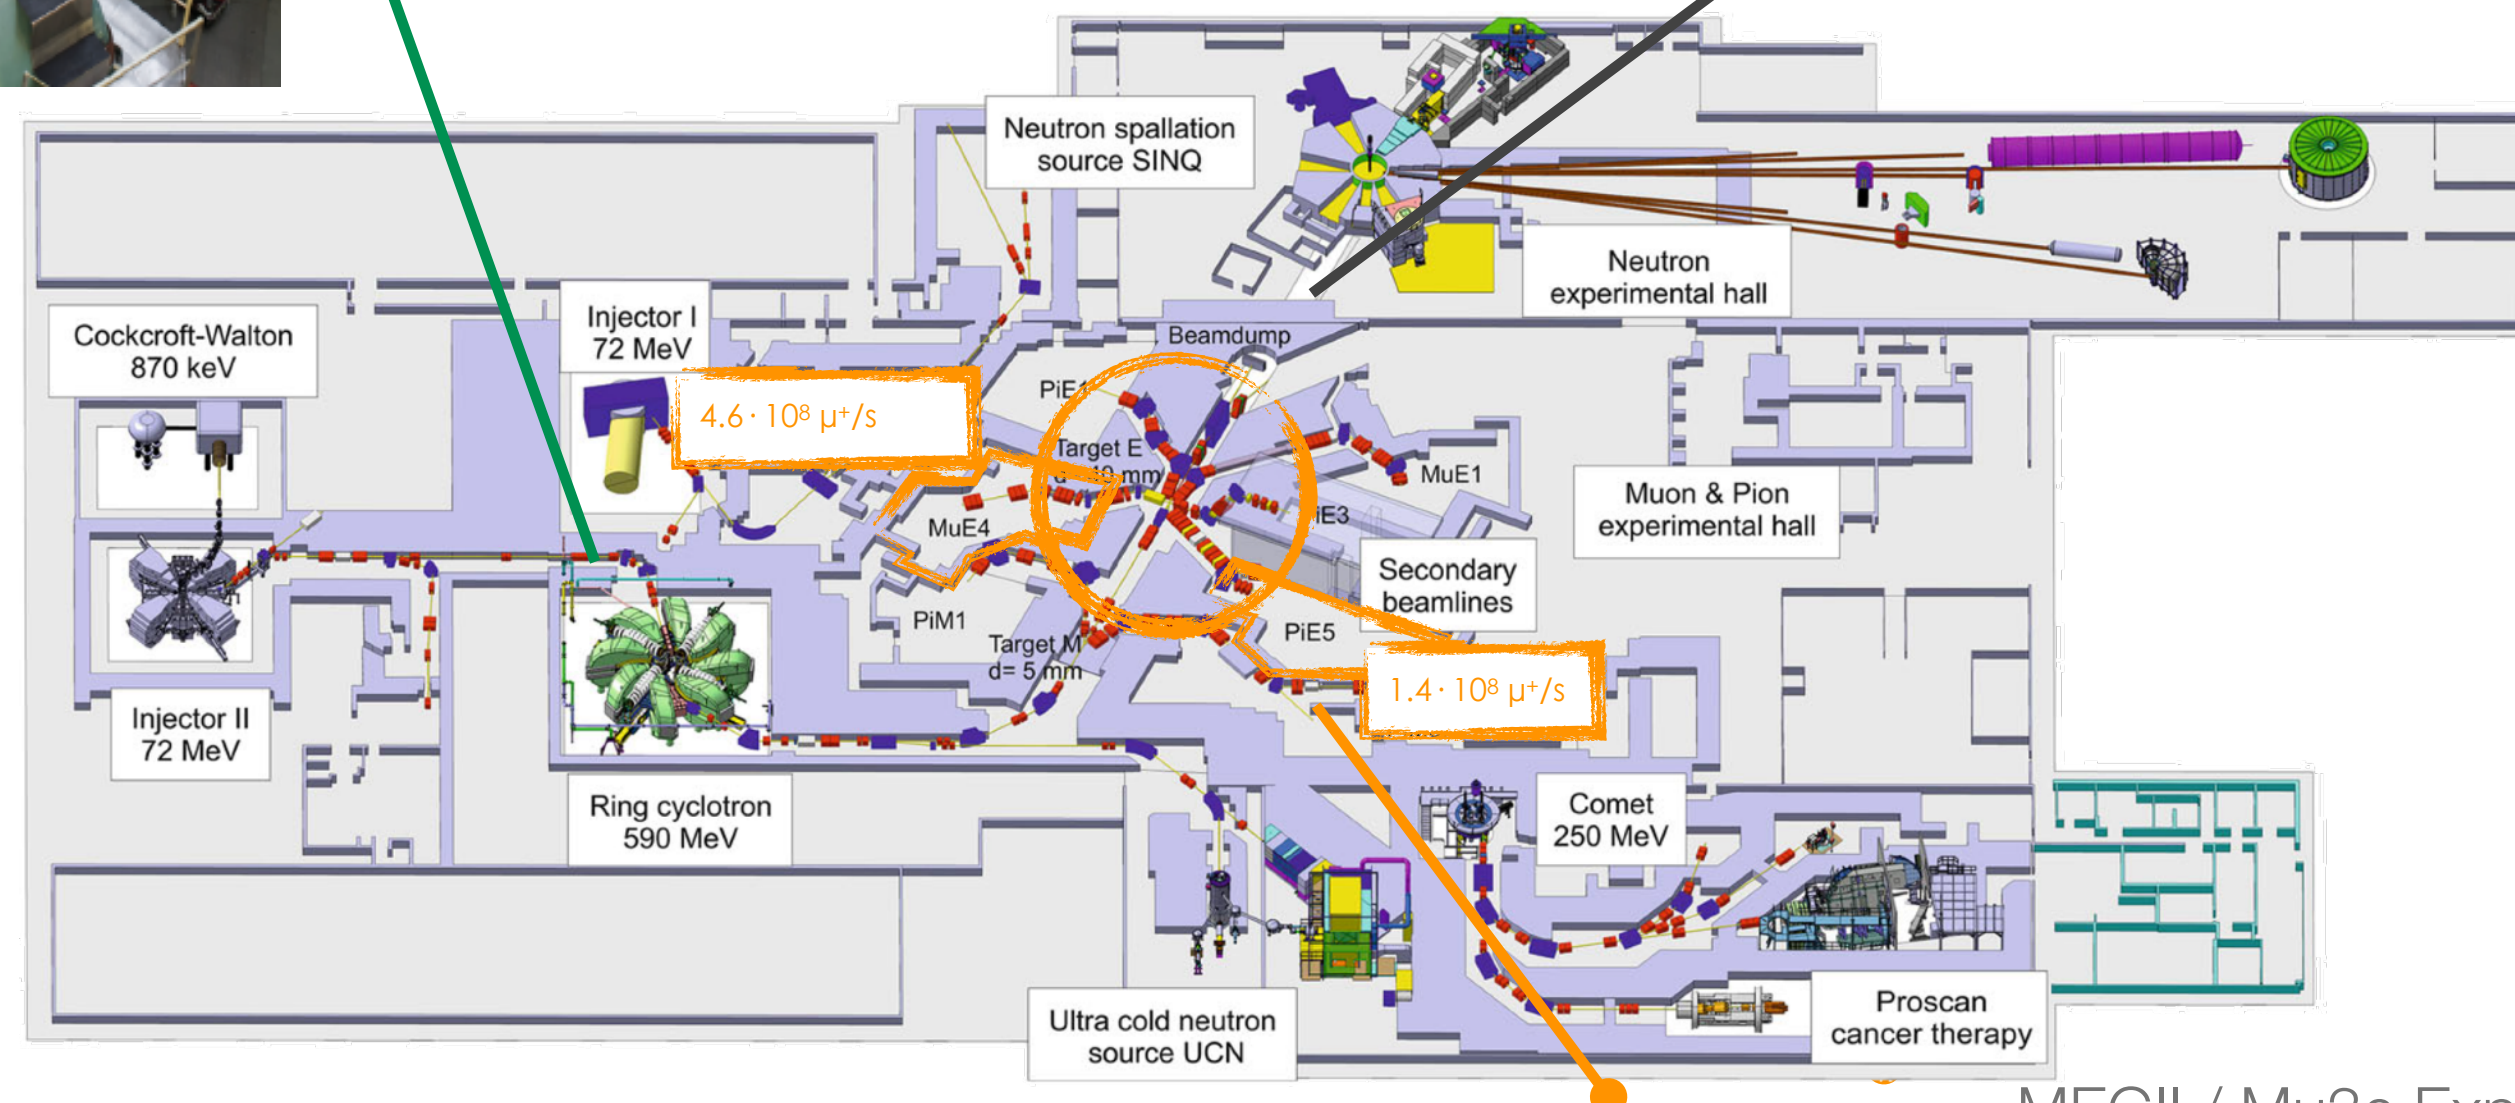 Neutron spallation
source SINQ
Neutron
experimental hall
Cockcroft-Walton
870 keV
Injector I
72 MeV
Beamdump
4.6 · 10⁸ µ⁺/s
Target E
mm
MuE1
MuE4
Muon & Pion
experimental hall
Secondary
beamlines
PiM1
PiE5
Target M
d= 5 mm
1.4 · 10⁸ µ⁺/s
Injector II
72 MeV
Ring cyclotron
590 MeV
Comet
250 MeV
Ultra cold neutron
source UCN
Proscan
cancer therapy